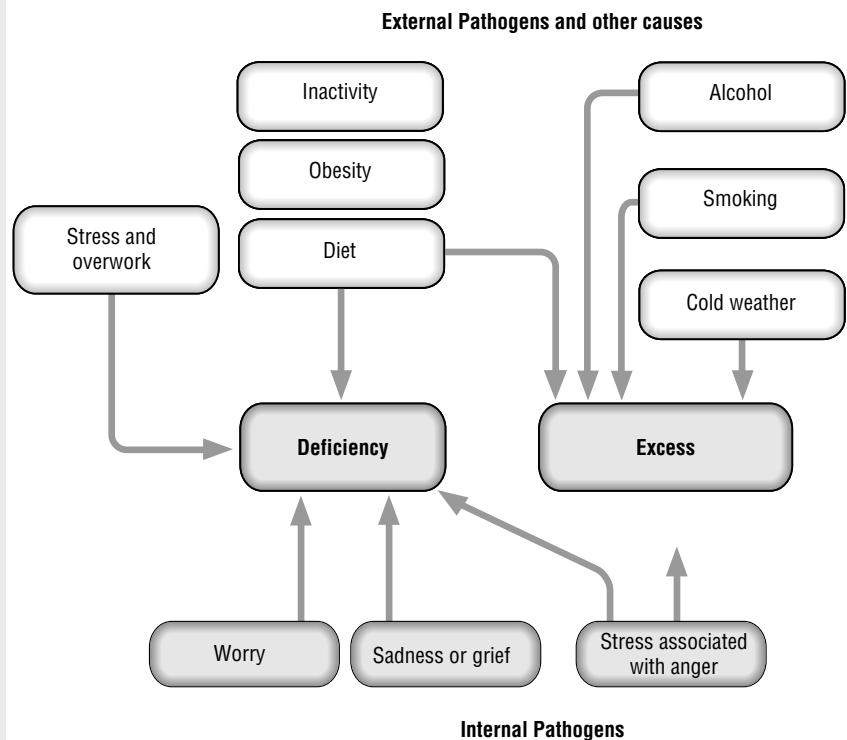 External Pathogens and other causes
Inactivity
Alcohol
Obesity
Smoking
Stress and
overwork
Diet
Cold weather
Deficiency
Excess
Worry
Sadness or grief
Stress associated
with anger
Internal Pathogens